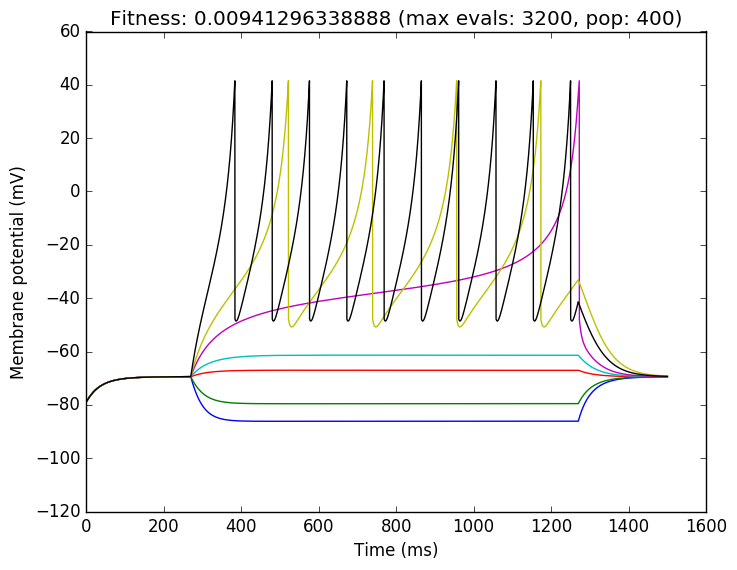 Fitness: 0.00941296338888 (max evals: 3200, pop: 400)
60
40
20
0
−20
−40
−60
−80
−100
−120
Membrane potential (mV)
0 200 400 600 800 1000 1200 1400 1600
Time (ms)